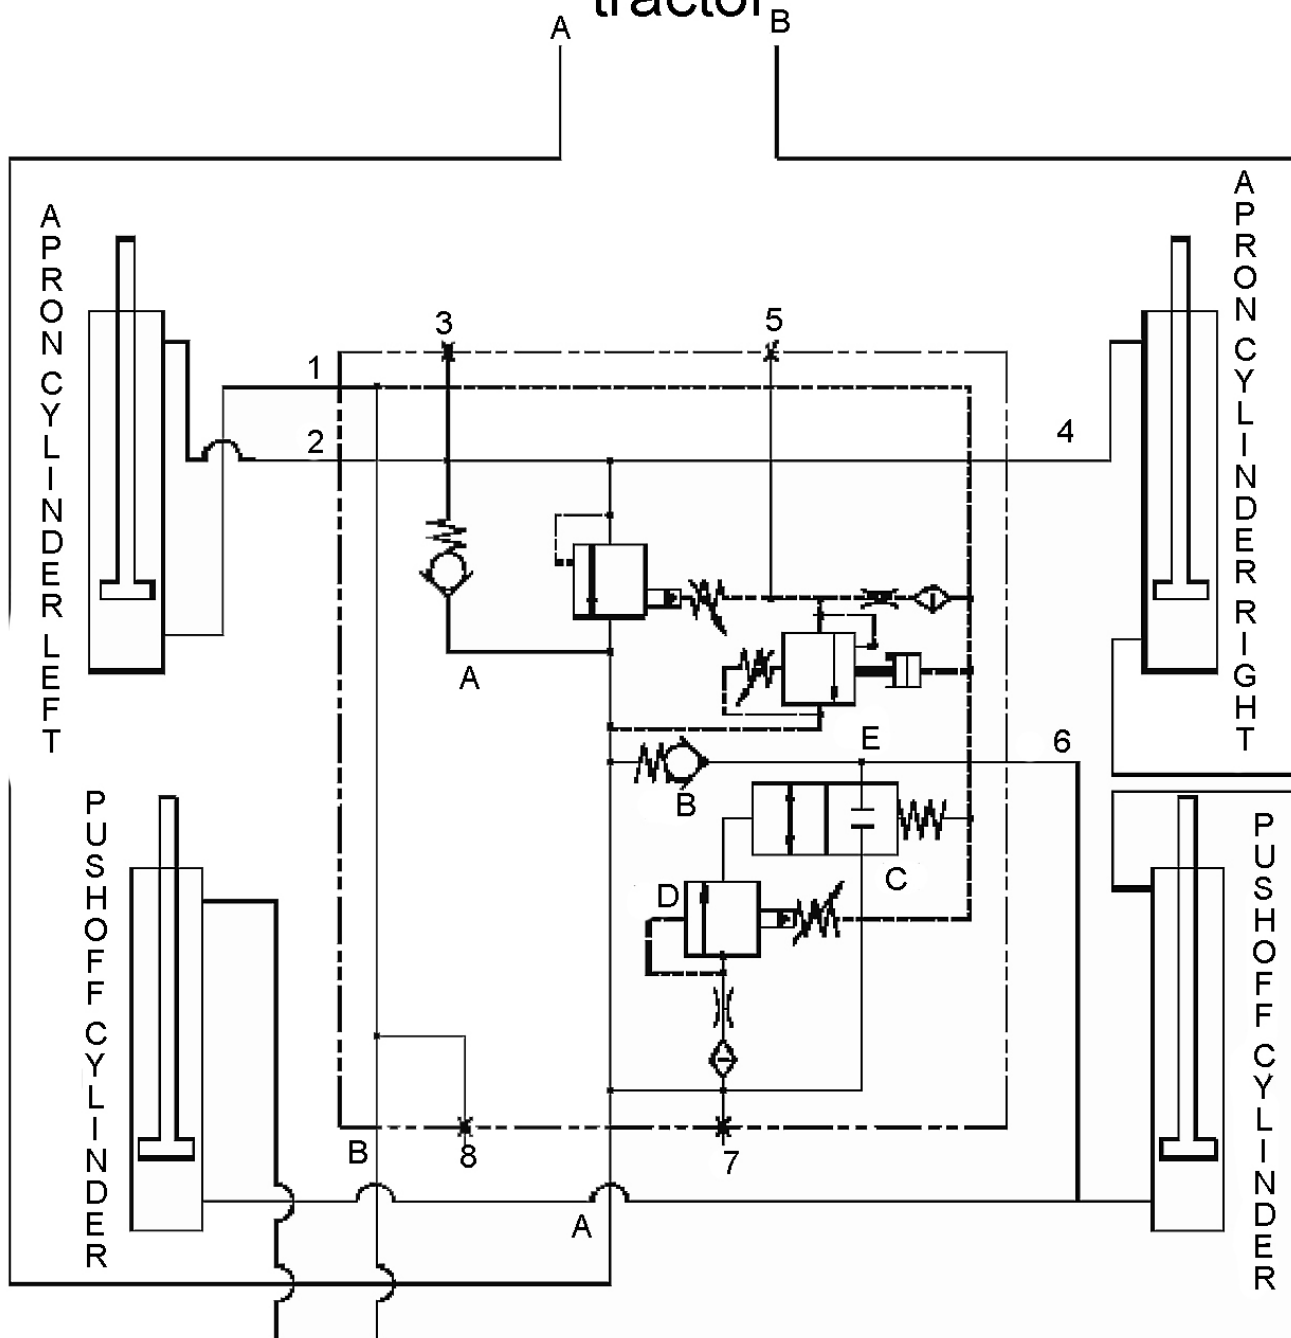 tractor
A
B
APRON CYLINDER LEFT
APRON CYLINDER RIGHT
3
5
1
2
4
A
E
6
B
C
D
PUSHOFF CYLINDER
PUSHOFF CYLINDER
B
8
7
A